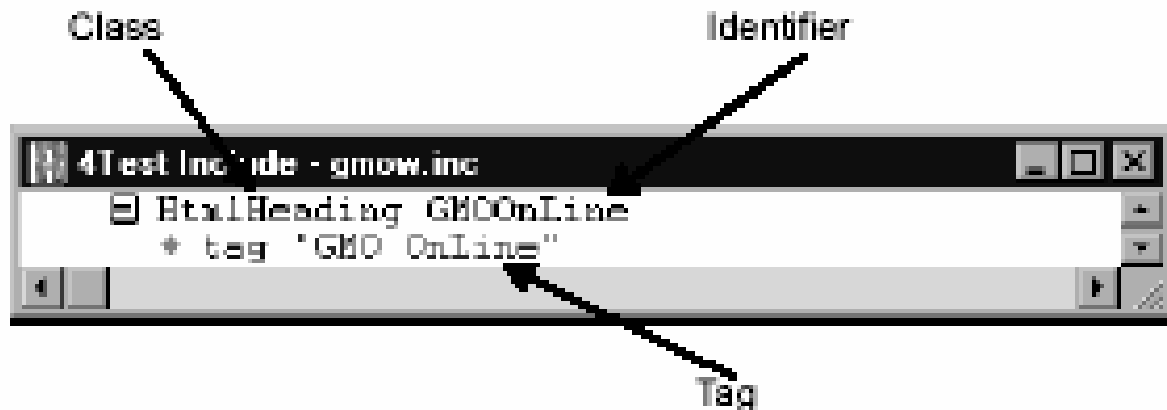 Class
Identifier
4Test Include - gmow.inc
HtmlHeading GMOOnLine
+ tag "GMO OnLine"
Tag